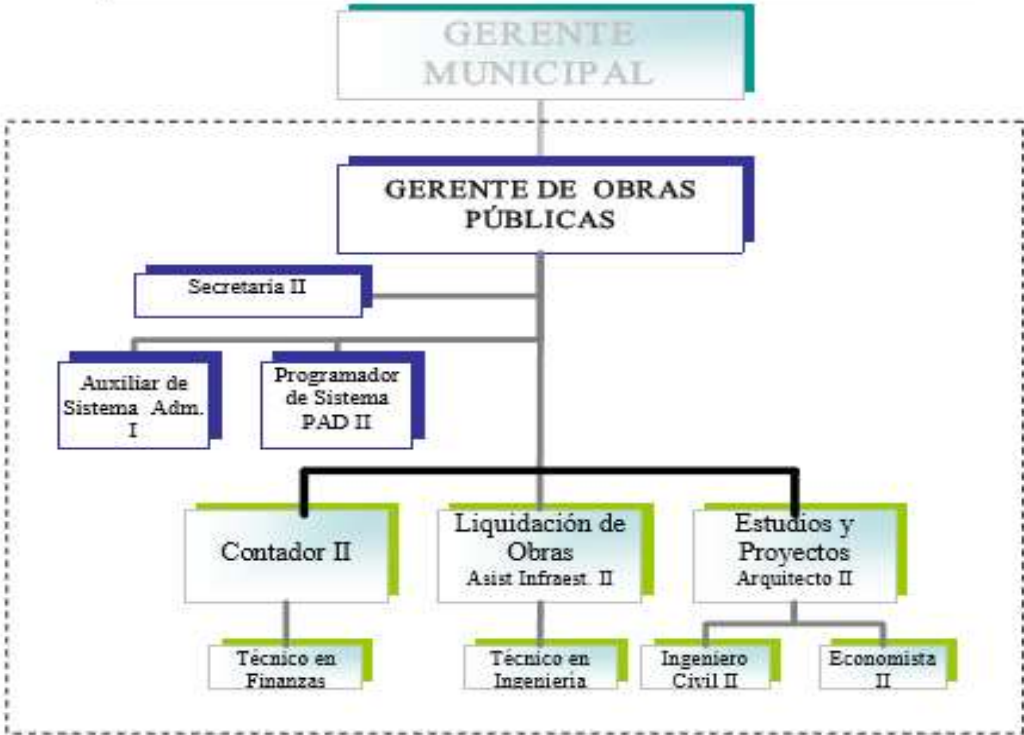 GERENTE
MUNICIPAL
GERENTE DE OBRAS
PÚBLICAS
Secretaría II
Auxiliar de
Sistema Adm.
I
Programador
de Sistema
PAD II
Contador II
Liquidación de
Obras
Asist Infraest. II
Estudios y
Proyectos
Arquitecto II
Técnico en
Finanzas
Técnico en
Ingeniería
Ingeniero
Civil II
Economista
II